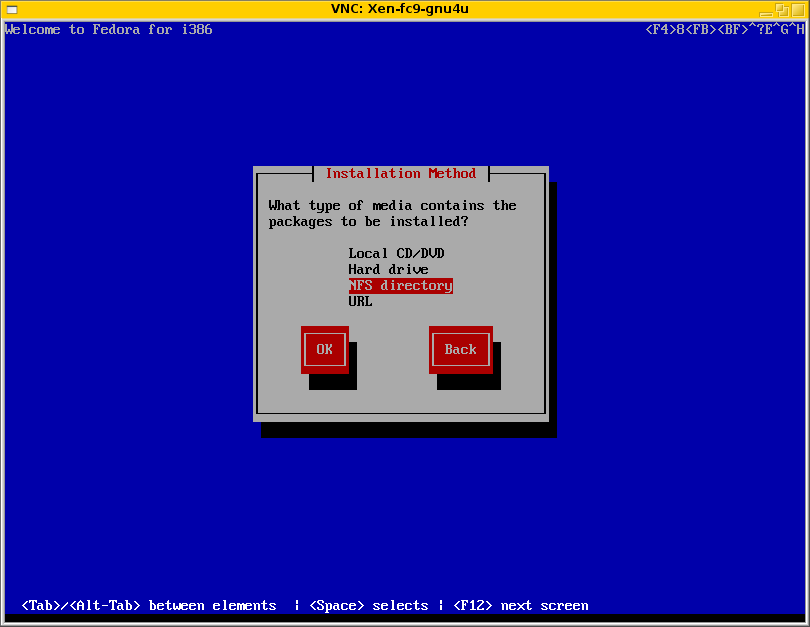 VNC: Xen-fc9-gnu4u
Welcome to Fedora for i386 <F4>8<FB><BF>^?E^G^H
Installation Method
What type of media contains the
packages to be installed?
Local CD/DVD
Hard drive
NFS directory
URL
OK Back
<Tab>/<Alt-Tab> between elements | <Space> selects | <F12> next screen